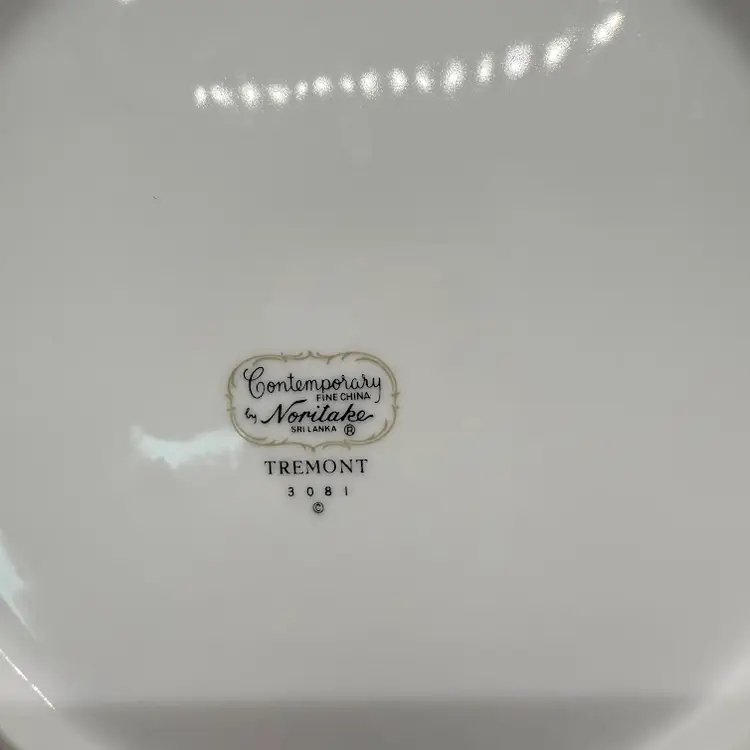 Contemporary
FINE CHINA
by Noritake
SRI LANKA ®
TREMONT
3081
©